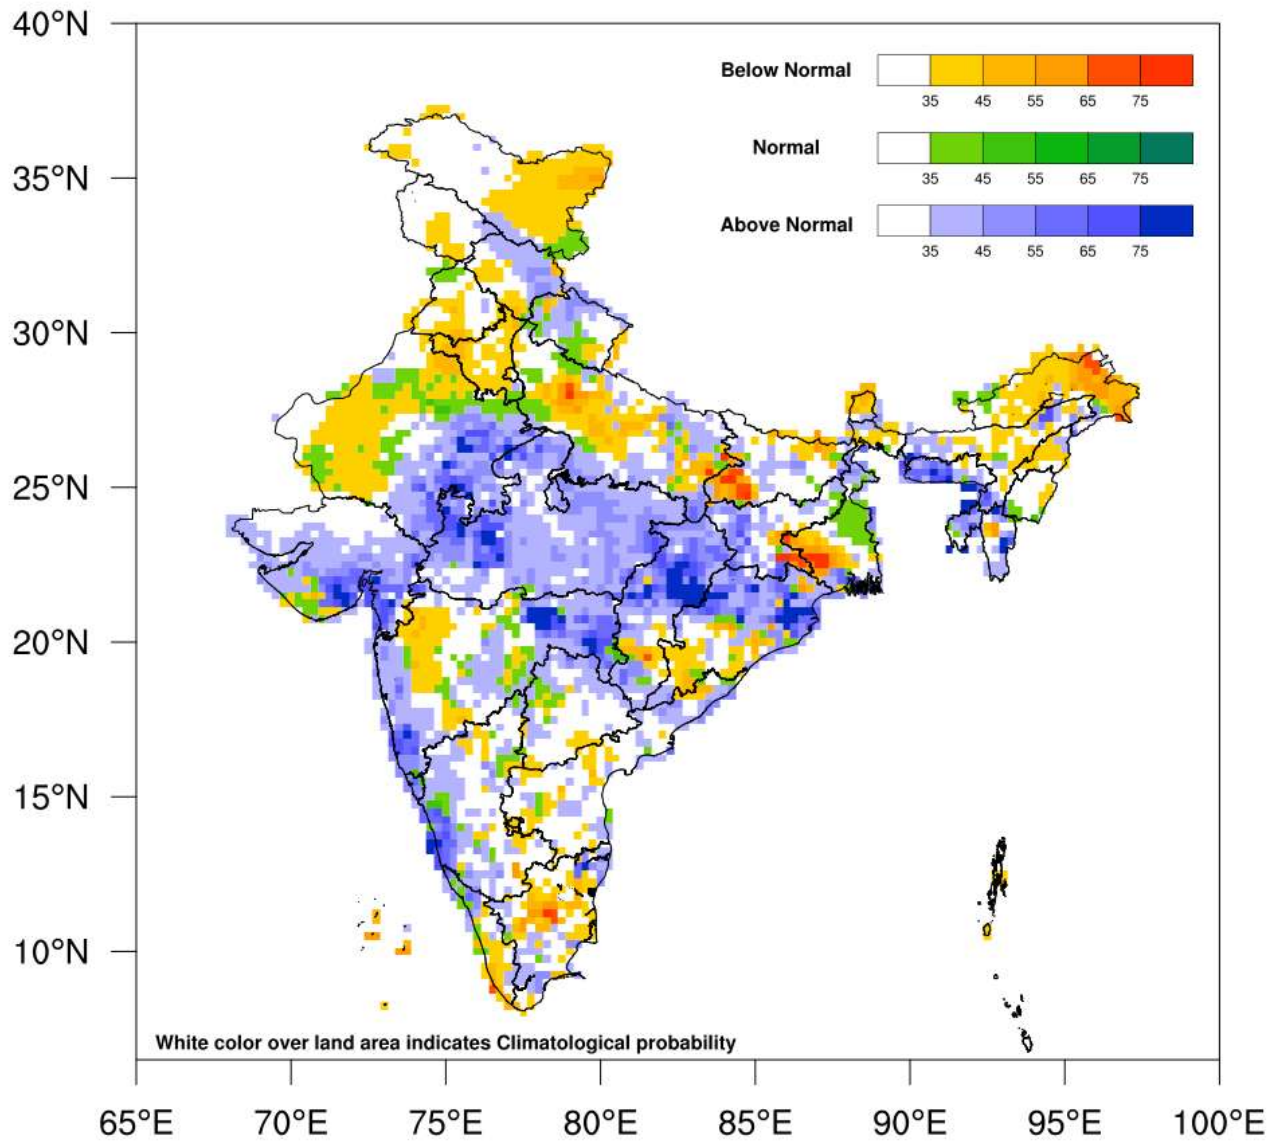 40°N
Below Normal
35 45 55 65 75
Normal
35 45 55 65 75
Above Normal
35 45 55 65 75
35°N
30°N
25°N
20°N
15°N
10°N
White color over land area indicates Climatological probability
65°E 70°E 75°E 80°E 85°E 90°E 95°E 100°E